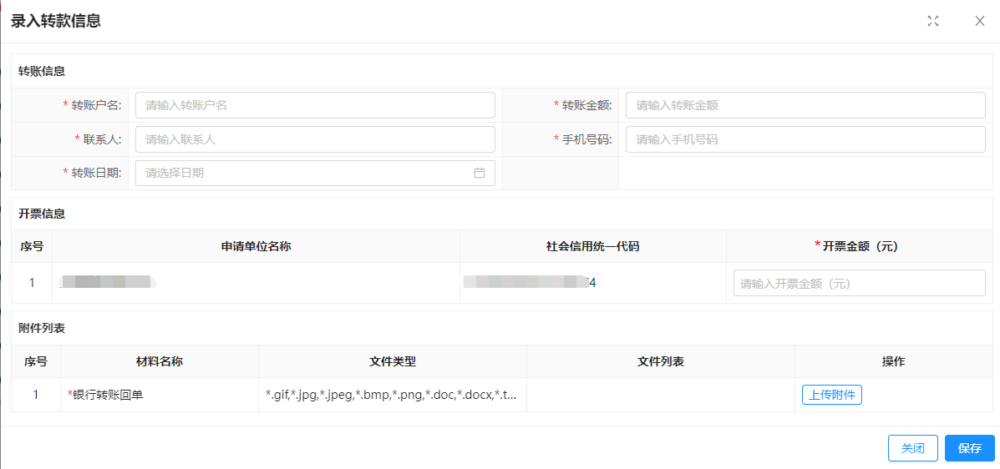 录入转款信息
转账信息
* 转账户名: 请输入转账户名 * 转账金额: 请输入转账金额
* 联系人: 请输入联系人 * 手机号码: 请输入手机号码
* 转账日期: 请选择日期
开票信息
序号 申请单位名称 社会信用统一代码 *开票金额（元）
1 4 请输入开票金额（元）
附件列表
序号 材料名称 文件类型 文件列表 操作
1 *银行转账回单 *.gif,*.jpg,*.jpeg,*.bmp,*.png,*.doc,*.docx,*.t... 上传附件
关闭 保存